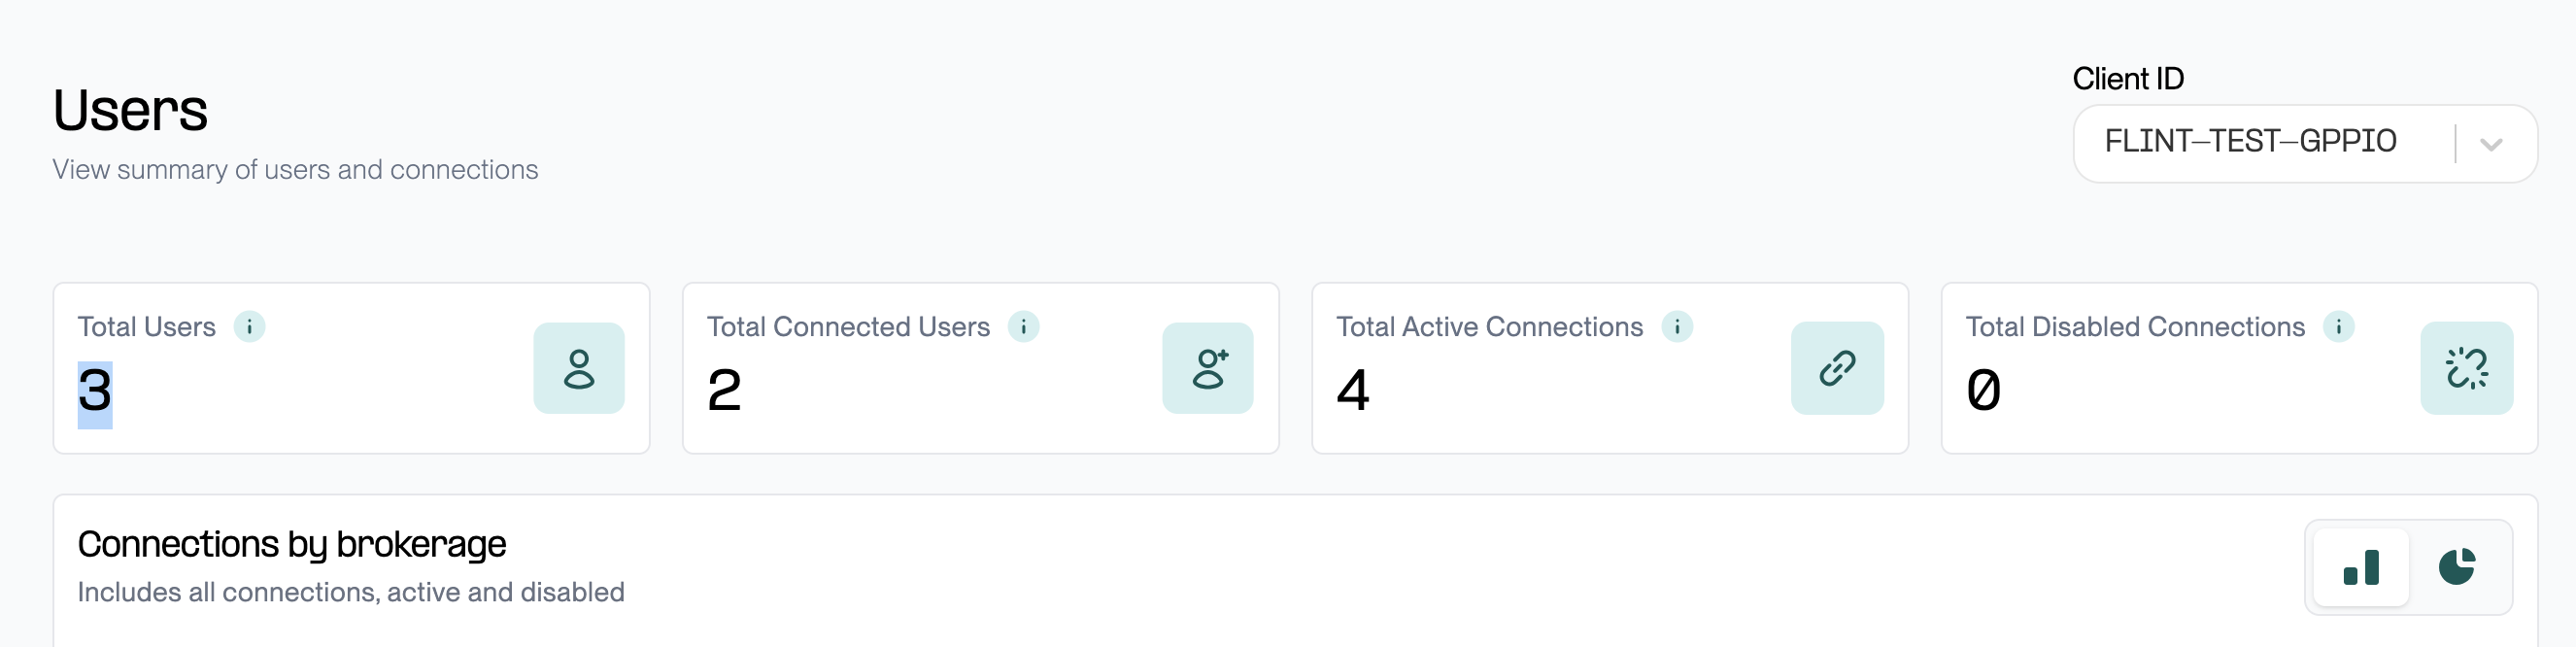 Users
View summary of users and connections
Client ID
FLINT-TEST-GPPIO
Total Users
3
Total Connected Users
2
Total Active Connections
4
Total Disabled Connections
0
Connections by brokerage
Includes all connections, active and disabled